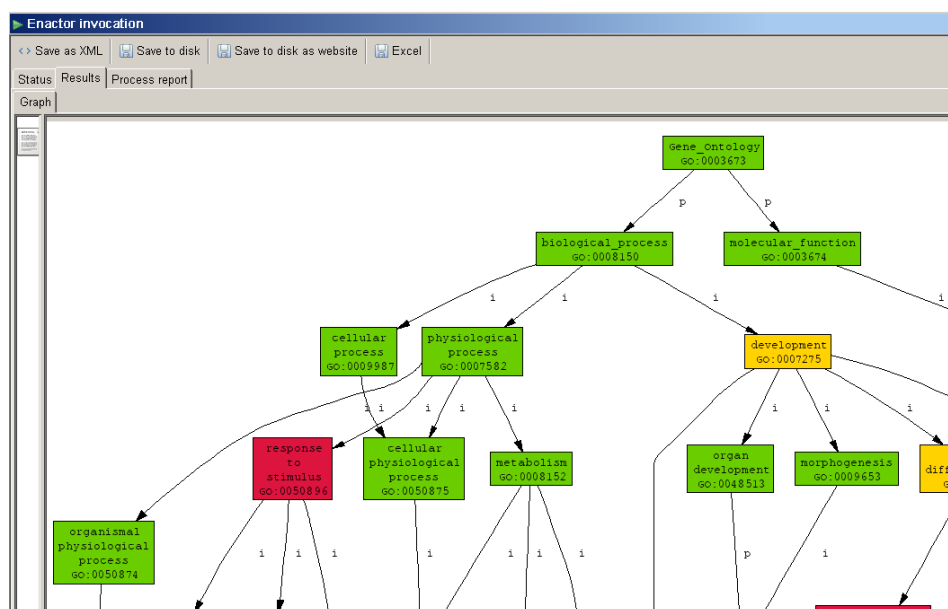 Enactor invocation
Save as XML Save to disk Save to disk as website Excel
Status Results Process report
Graph
Gene_Ontology
GO:0003673
p p
biological_process
GO:0008150
molecular_function
GO:0003674
i i i i
cellular
process
GO:0009987
physiological
process
GO:0007582
development
GO:0007275
i i i i i i i i
response
to
stimulus
GO:0050896
cellular
physiological
process
GO:0050875
metabolism
GO:0008152
organ
development
GO:0048513
morphogenesis
GO:0009653
diff
G
organismal
physiological
process
GO:0050874
i i i i i i i p i